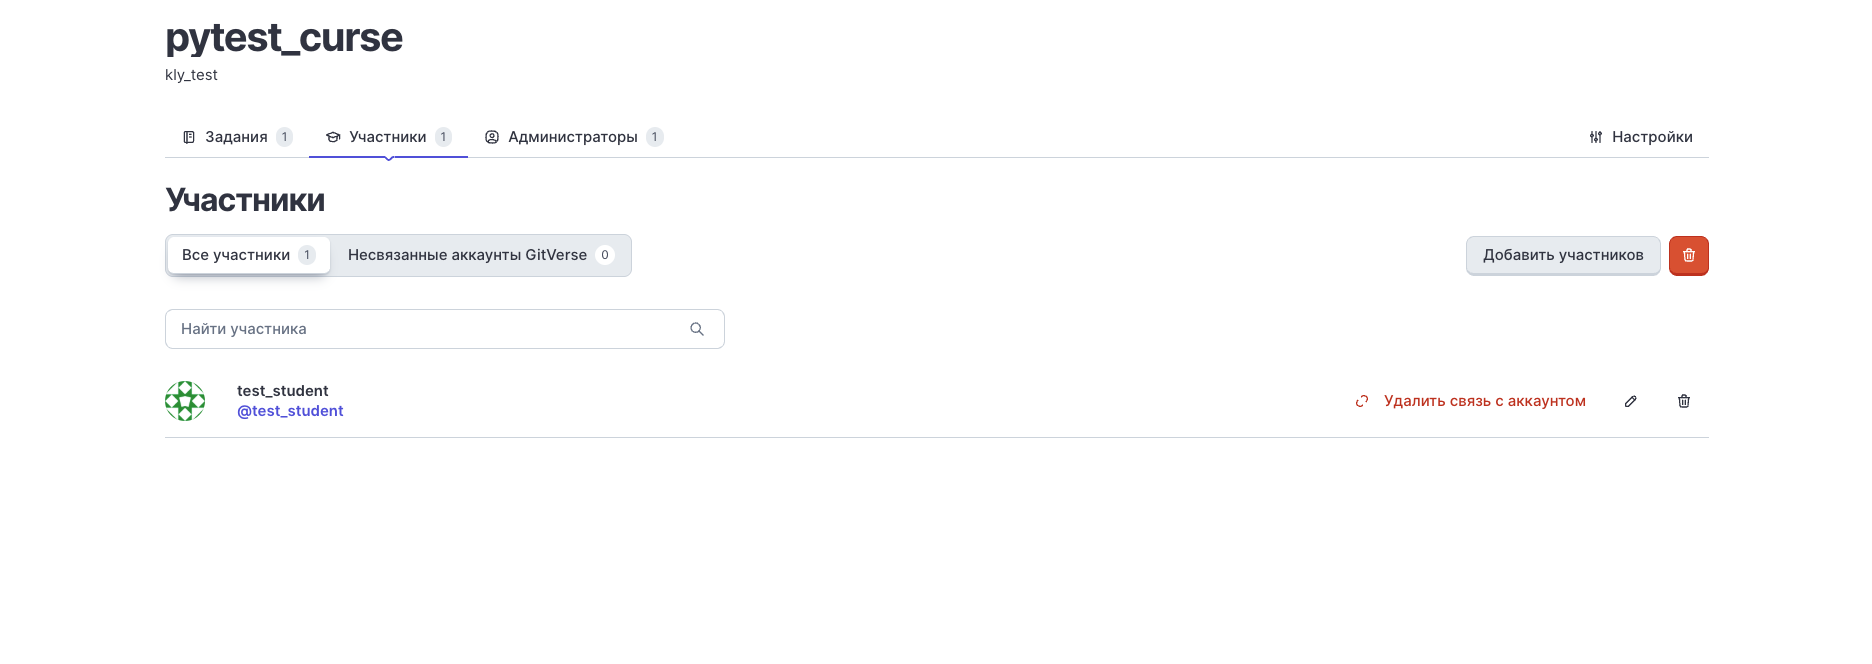 pytest_curse
kly_test
Задания 1 Участники 1 Администраторы 1 Настройки
Участники
Все участники 1 Несвязанные аккаунты GitVerse 0 Добавить участников
Найти участника
test_student
@test_student
Удалить связь с аккаунтом